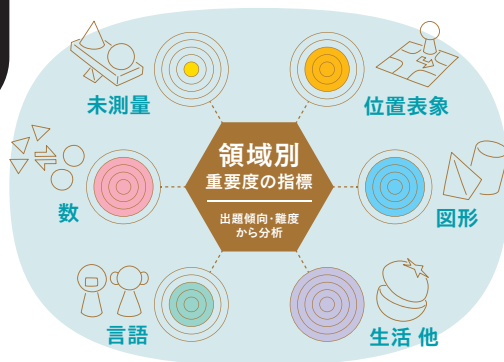 未測量
位置表象
領域別
重要度の指標
出題傾向・難度
から分析
数
図形
言語
生活 他